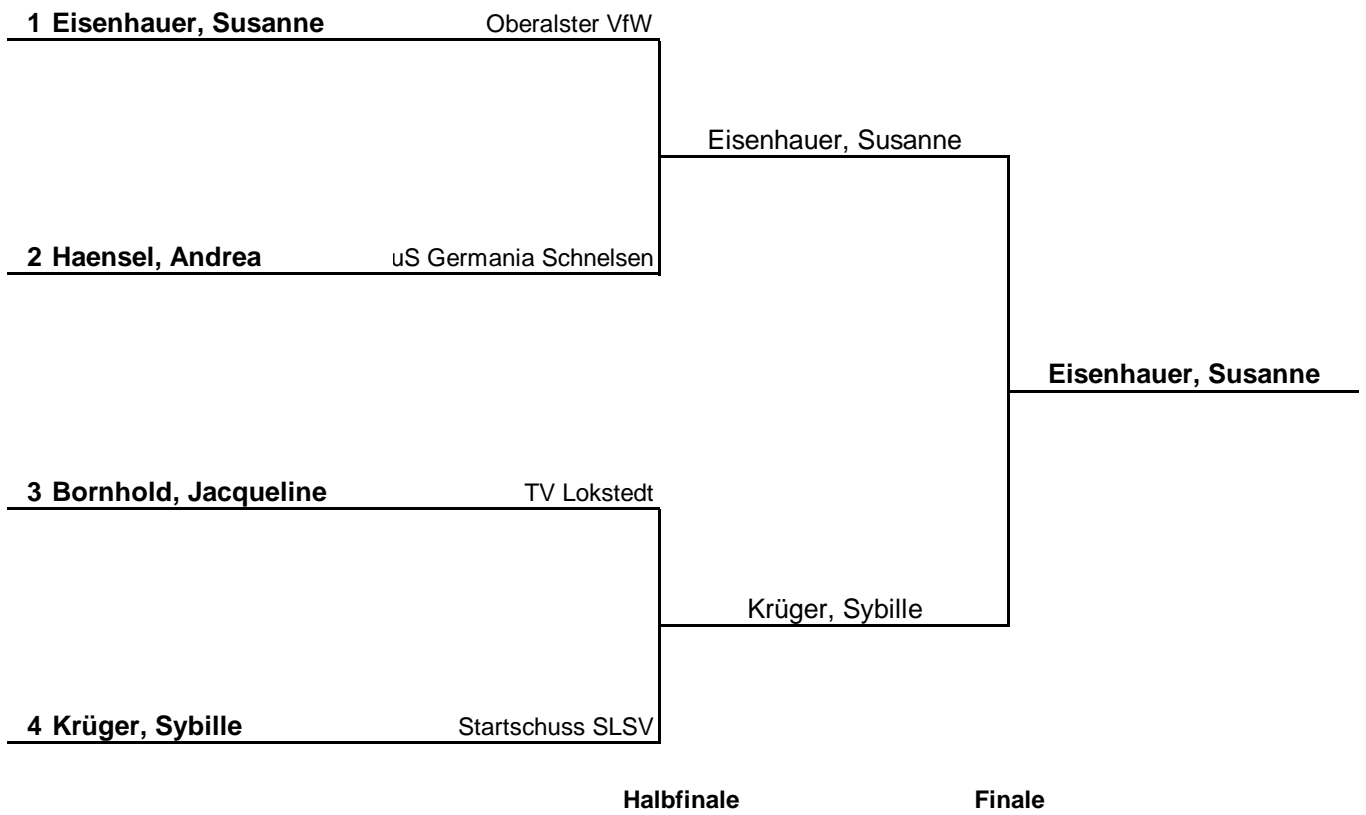 1 Eisenhauer, Susanne Oberalster VfW
Eisenhauer, Susanne
2 Haensel, Andrea uS Germania Schnelsen
Eisenhauer, Susanne
3 Bornhold, Jacqueline TV Lokstedt
Krüger, Sybille
4 Krüger, Sybille Startschuss SLSV
Halbfinale Finale